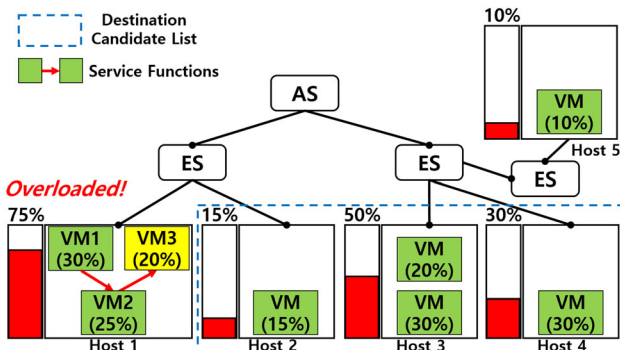 Destination
Candidate List
Service Functions
10%
VM
(10%)
Host 5
AS
ES
ES
ES
Overloaded!
75%
VM1
(30%)
VM3
(20%)
VM2
(25%)
Host 1
15%
VM
(15%)
Host 2
50%
VM
(20%)
VM
(30%)
Host 3
30%
VM
(30%)
Host 4